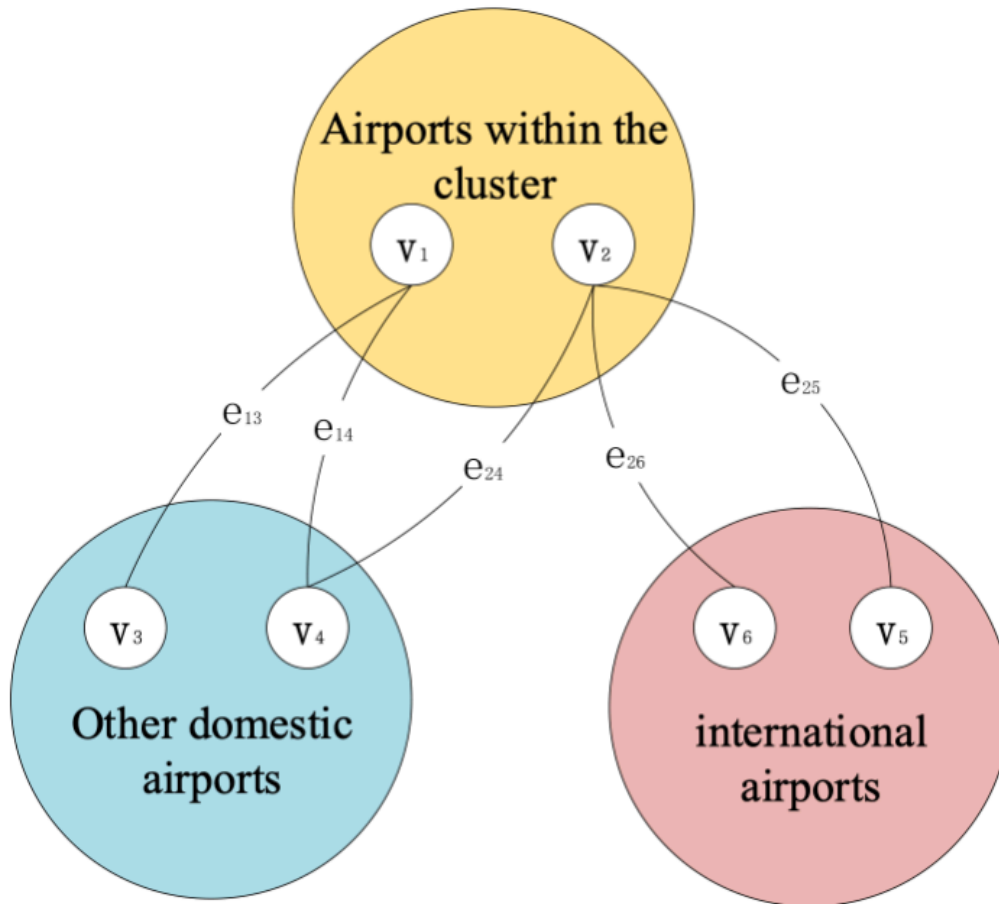 Airports within the
cluster
v₁
v₂
e₁₃
e₁₄
e₂₄
e₂₆
e₂₅
v₃
v₄
v₆
v₅
Other domestic
airports
international
airports